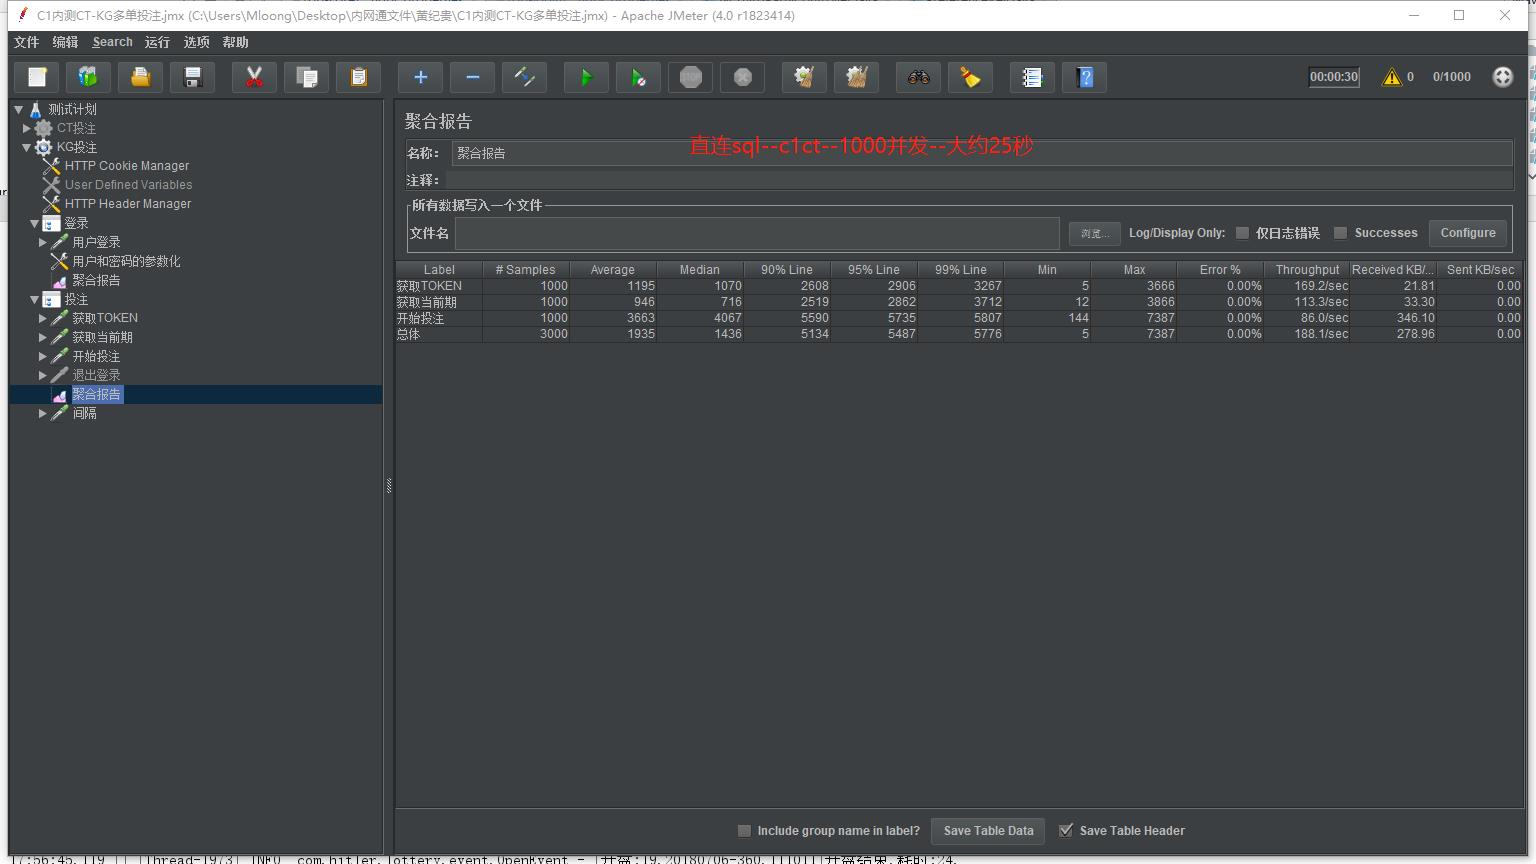 C1内测CT-KG多单投注.jmx (C:\Users\Mloong\Desktop\内网通文件\黄纪贵\C1内测CT-KG多单投注.jmx) - Apache JMeter (4.0 r1823414)
文件 编辑 Search 运行 选项 帮助
00:00:30 0 0/1000
测试计划
CT投注
KG投注
HTTP Cookie Manager
User Defined Variables
HTTP Header Manager
登录
用户登录
用户和密码的参数化
聚合报告
投注
获取TOKEN
获取当前期
开始投注
退出登录
聚合报告
间隔
聚合报告
直连sql--c1ct--1000并发--大约25秒
名称: 聚合报告
注释:
所有数据写入一个文件
文件名 浏览... Log/Display Only: 仅日志错误 Successes Configure
Label # Samples Average Median 90% Line 95% Line 99% Line Min Max Error % Throughput Received KB/... Sent KB/sec
获取TOKEN 1000 1195 1070 2608 2906 3267 5 3666 0.00% 169.2/sec 21.81 0.00
获取当前期 1000 946 716 2519 2862 3712 12 3866 0.00% 113.3/sec 33.30 0.00
开始投注 1000 3663 4067 5590 5735 5807 144 7387 0.00% 86.0/sec 346.10 0.00
总体 3000 1935 1436 5134 5487 5776 5 7387 0.00% 188.1/sec 278.96 0.00
Include group name in label? Save Table Data Save Table Header
17:56:45.119 [Thread-1973] INFO com.hitler.lottery.event.OpenEvent - [开盘:19,20180706-360,111011]开盘结束,耗时:24.